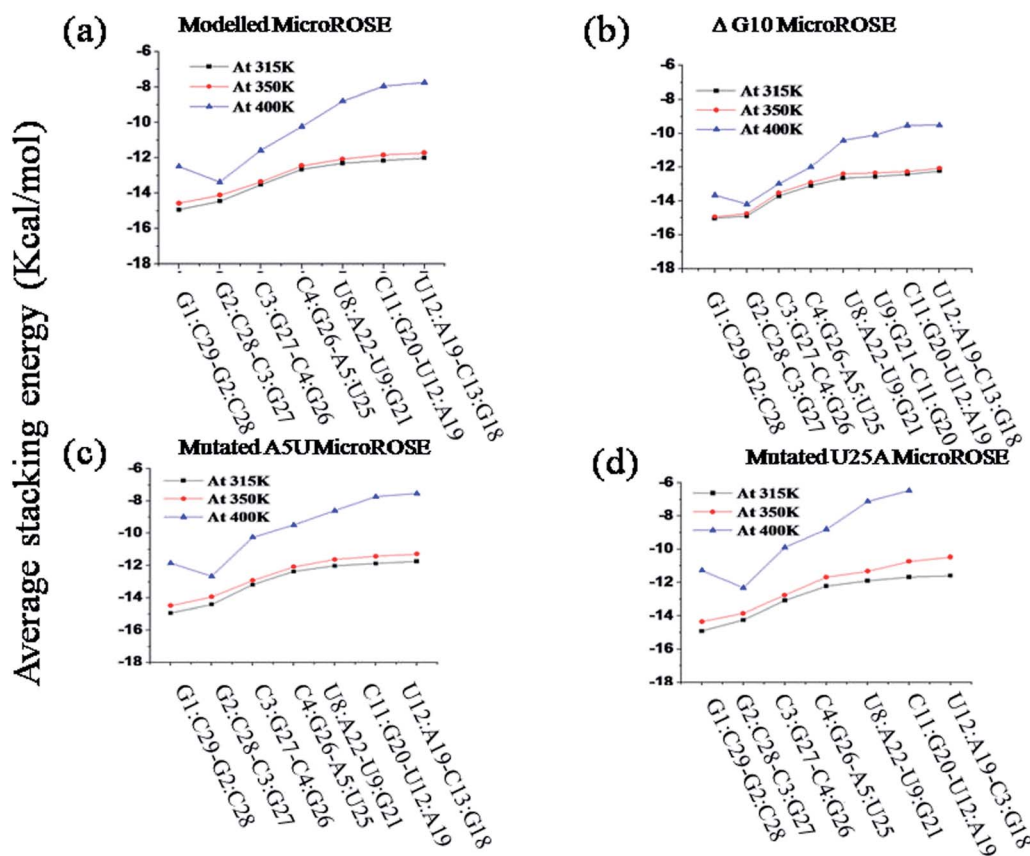 Average stacking energy (Kcal/mol)
(a)
Modelled MicroROSE
At 315K
At 350K
At 400K
-6
-8
-10
-12
-14
-16
-18
G1:C29-G2:C28
G2:C28-C3:G27
C3:G27-C4:G26
C4:G26-A5:U25
U8:A22-U9:G21
C11:G20-U12:A19
U12:A19-C13:G18
(b)
Δ G10 MicroROSE
At 315K
At 350K
At 400K
-6
-8
-10
-12
-14
-16
-18
G1:C29-G2:C28
G2:C28-C3:G27
C3:G27-C4:G26
C4:G26-A5:U25
U8:A22-U9:G21
U9:G21-C11:G20
C11:G20-U12:A19
U12:A19-C13:G18
(c)
Mutated A5U MicroROSE
At 315K
At 350K
At 400K
-6
-8
-10
-12
-14
-16
-18
G1:C29-G2:C28
G2:C28-C3:G27
C3:G27-C4:G26
C4:G26-A5:U25
U8:A22-U9:G21
C11:G20-U12:A19
U12:A19-C13:G18
(d)
Mutated U25A MicroROSE
At 315K
At 350K
At 400K
-6
-8
-10
-12
-14
-16
-18
G1:C29-G2:C28
G2:C28-C3:G27
C3:G27-C4:G26
C4:G26-A5:U25
U8:A22-U9:G21
C11:G20-U12:A19
U12:A19-C3:G18